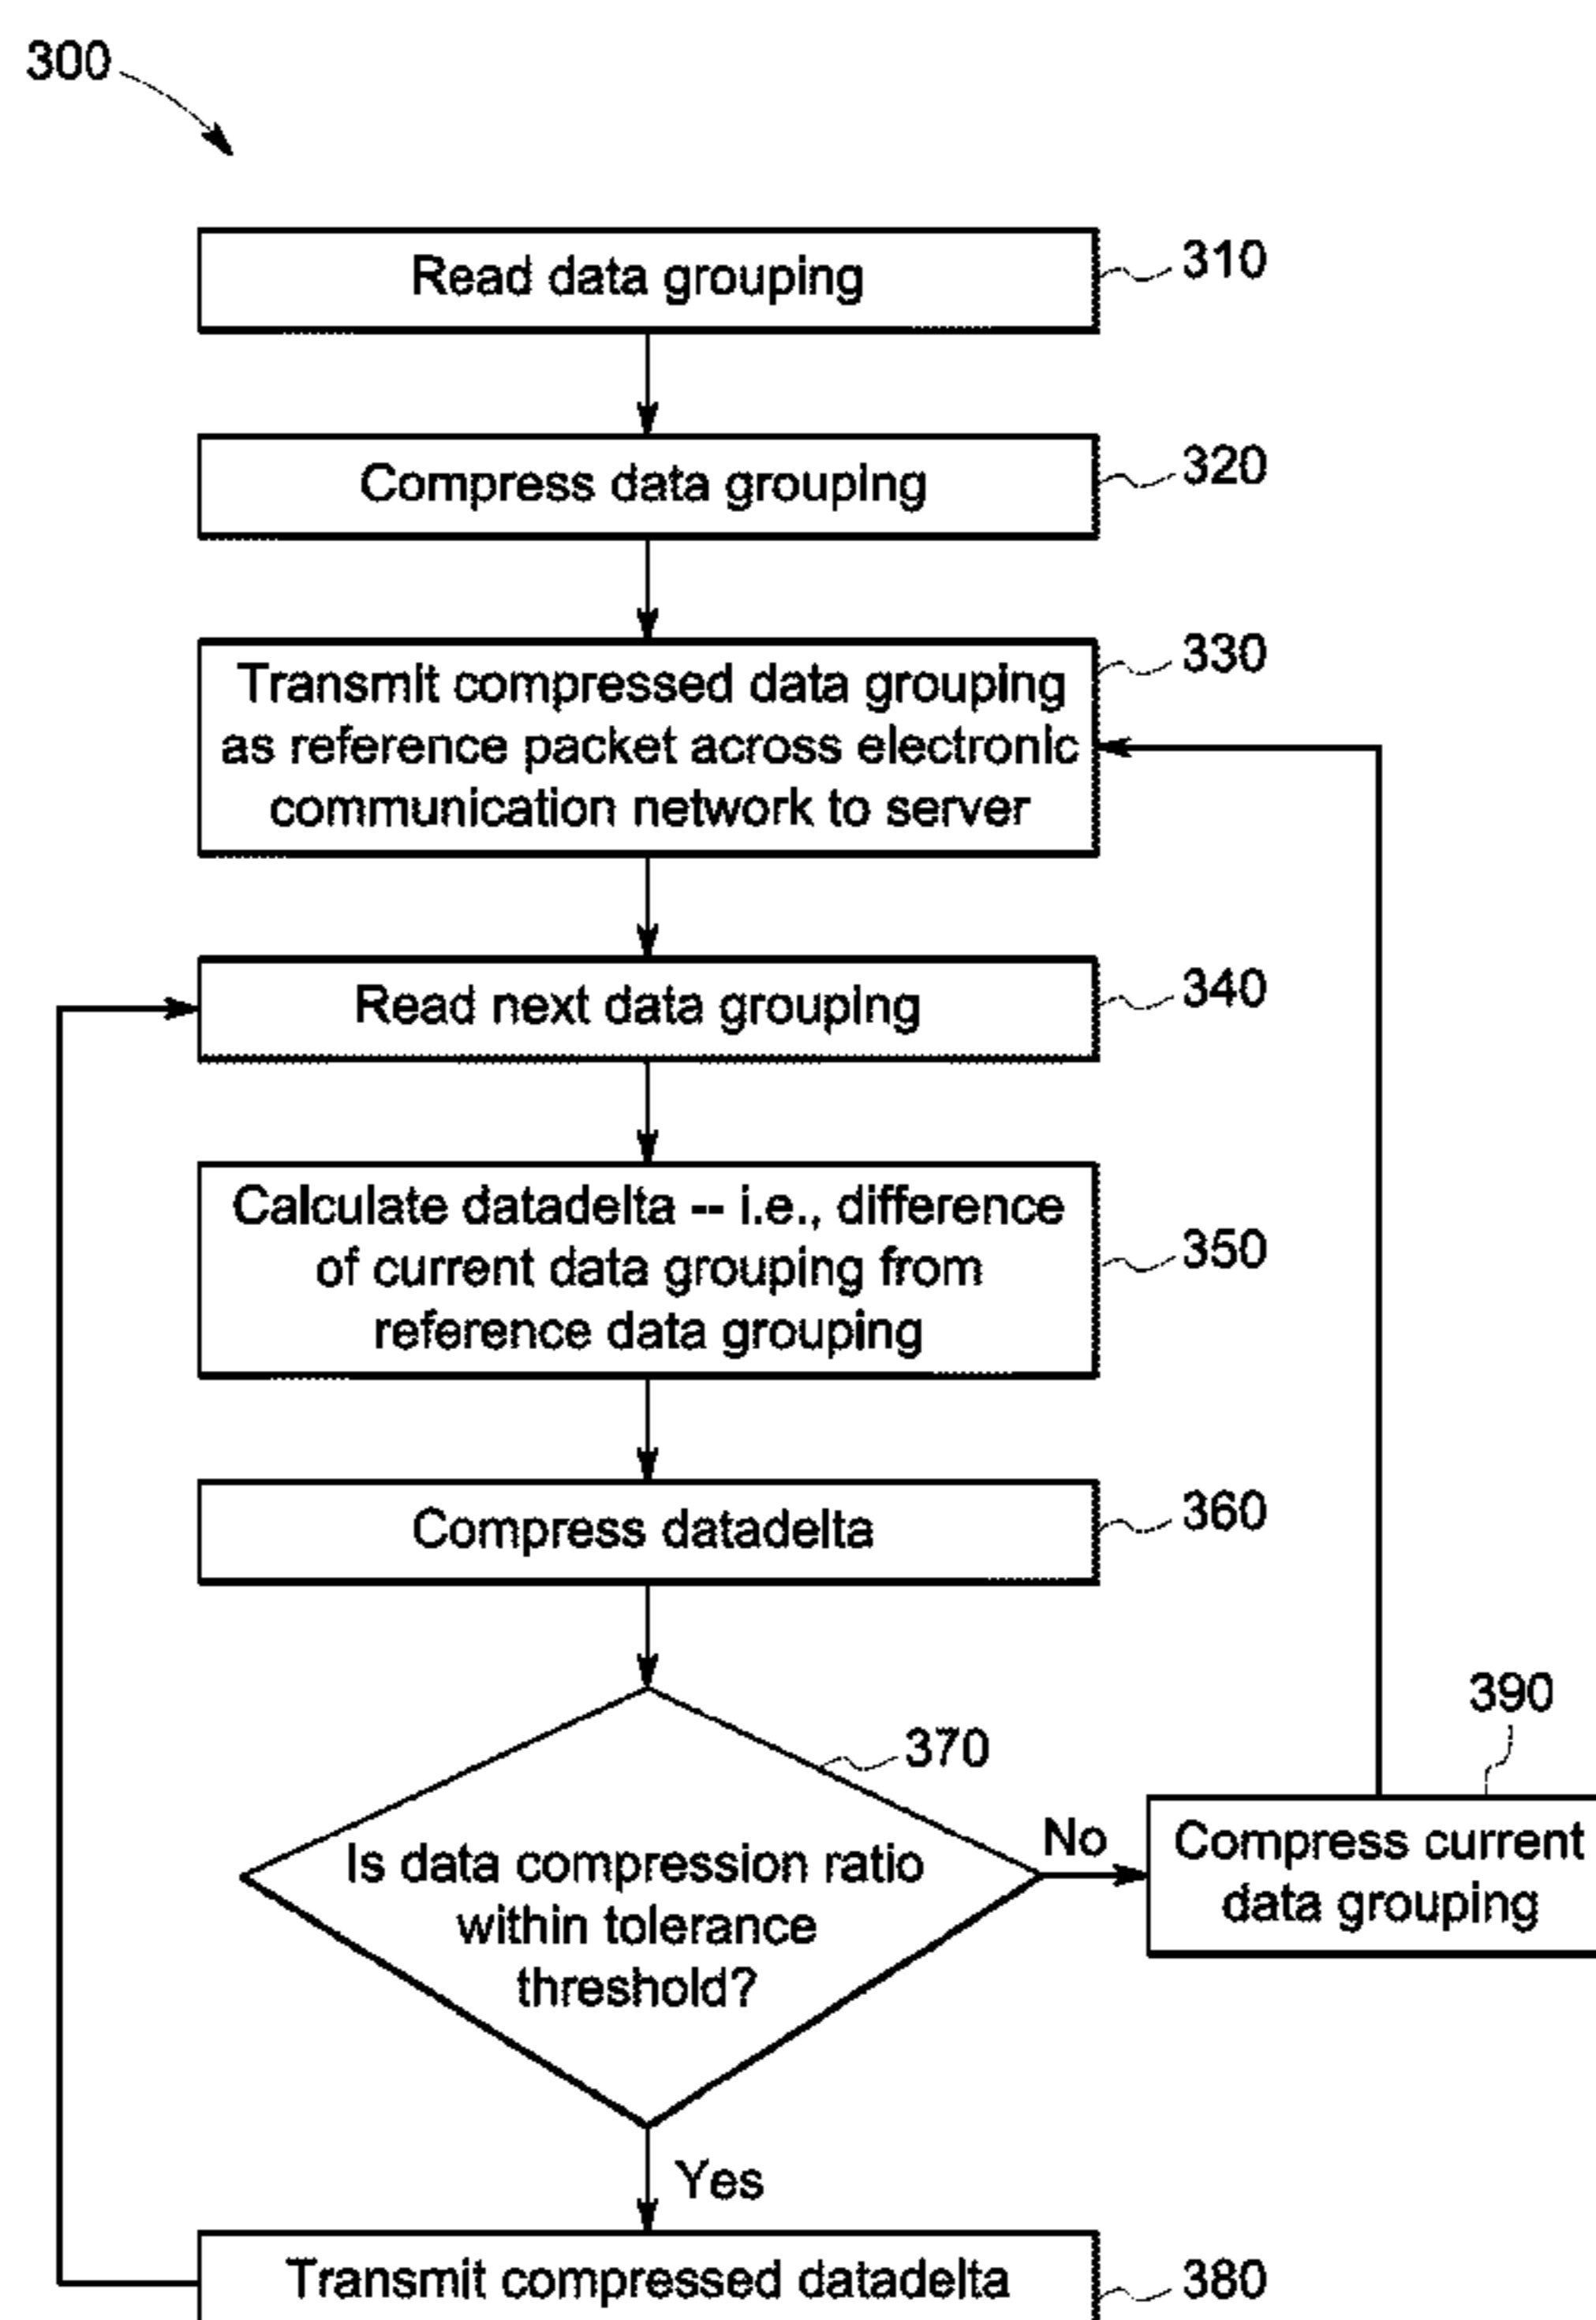 300
Read data grouping
310
Compress data grouping
320
Transmit compressed data grouping
as reference packet across electronic
communication network to server
330
Read next data grouping
340
Calculate datadelta -- i.e., difference
of current data grouping from
reference data grouping
350
Compress datadelta
360
370
Is data compression ratio
within tolerance
threshold?
No
390
Compress current
data grouping
Yes
Transmit compressed datadelta
380